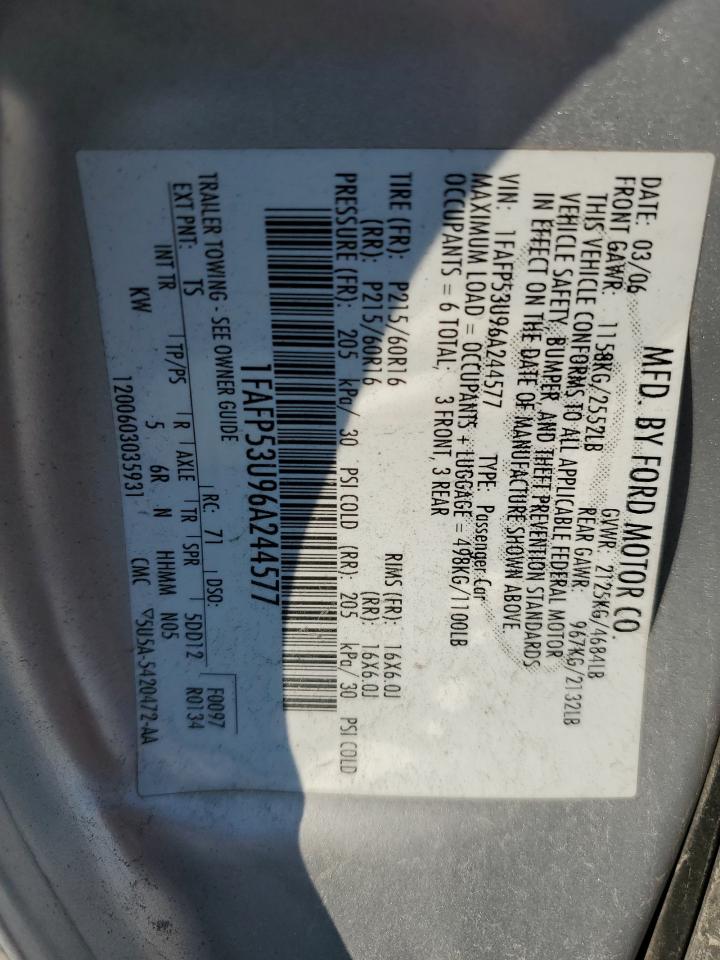 MFD. BY FORD MOTOR CO.
DATE: 03/06 GVWR: 2125KG/4684LB
FRONT GAWR: 1158KG/2552LB REAR GAWR: 967KG/2132LB
THIS VEHICLE CONFORMS TO ALL APPLICABLE FEDERAL MOTOR
VEHICLE SAFETY, BUMPER, AND THEFT PREVENTION STANDARDS
IN EFFECT ON THE DATE OF MANUFACTURE SHOWN ABOVE.
VIN: 1FAFP53U96A244577 TYPE: Passenger Car
MAXIMUM LOAD = OCCUPANTS + LUGGAGE = 498KG/1100LB
OCCUPANTS = 6 TOTAL; 3 FRONT, 3 REAR
TIRE (FR): P215/60R16 RIMS (FR): 16X6.0J
(RR): P215/60R16 (RR): 16X6.0J
PRESSURE (FR): 205 kPa/ 30 PSI COLD (RR): 205 kPa/30 PSI COLD
1FAFP53U96A244577
TRAILER TOWING - SEE OWNER GUIDE
EXT PNT: TS RC: 71 DSO: F0097
R0134
INT TR TP/PS R AXLE TR SPR 5DD12
KW 5 6R N HHMM N05
1200603035931 CMC ▽5U5A-5420472-AA